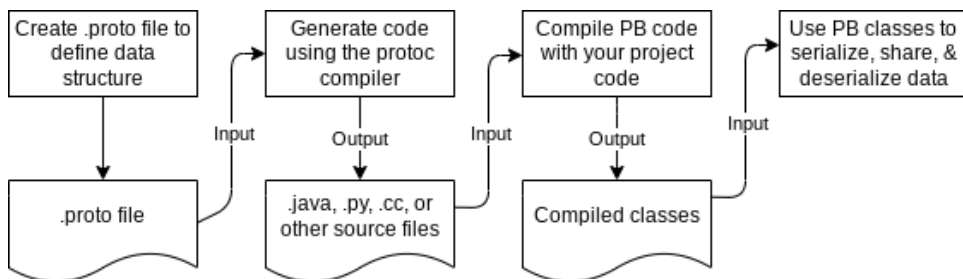 Create .proto file to
define data
structure
Generate code
using the protoc
compiler
Compile PB code
with your project
code
Use PB classes to
serialize, share, &
deserialize data
Input
Output
Input
Output
Input
.proto file
.java, .py, .cc, or
other source files
Compiled classes